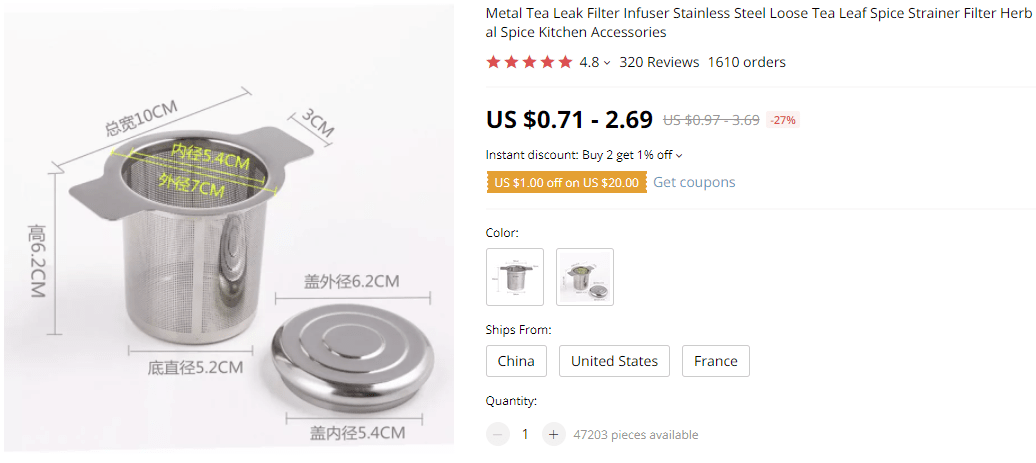 总宽10CM
3CM
内径5.4CM
外径7CM
高6.2CM
盖外径6.2CM
底直径5.2CM
盖内径5.4CM
Metal Tea Leak Filter Infuser Stainless Steel Loose Tea Leaf Spice Strainer Filter Herb
al Spice Kitchen Accessories
4.8 320 Reviews 1610 orders
US $0.71 - 2.69 US $0.97 - 3.69 -27%
Instant discount: Buy 2 get 1% off
US $1.00 off on US $20.00 Get coupons
Color:
Ships From:
China United States France
Quantity:
− 1 + 47203 pieces available